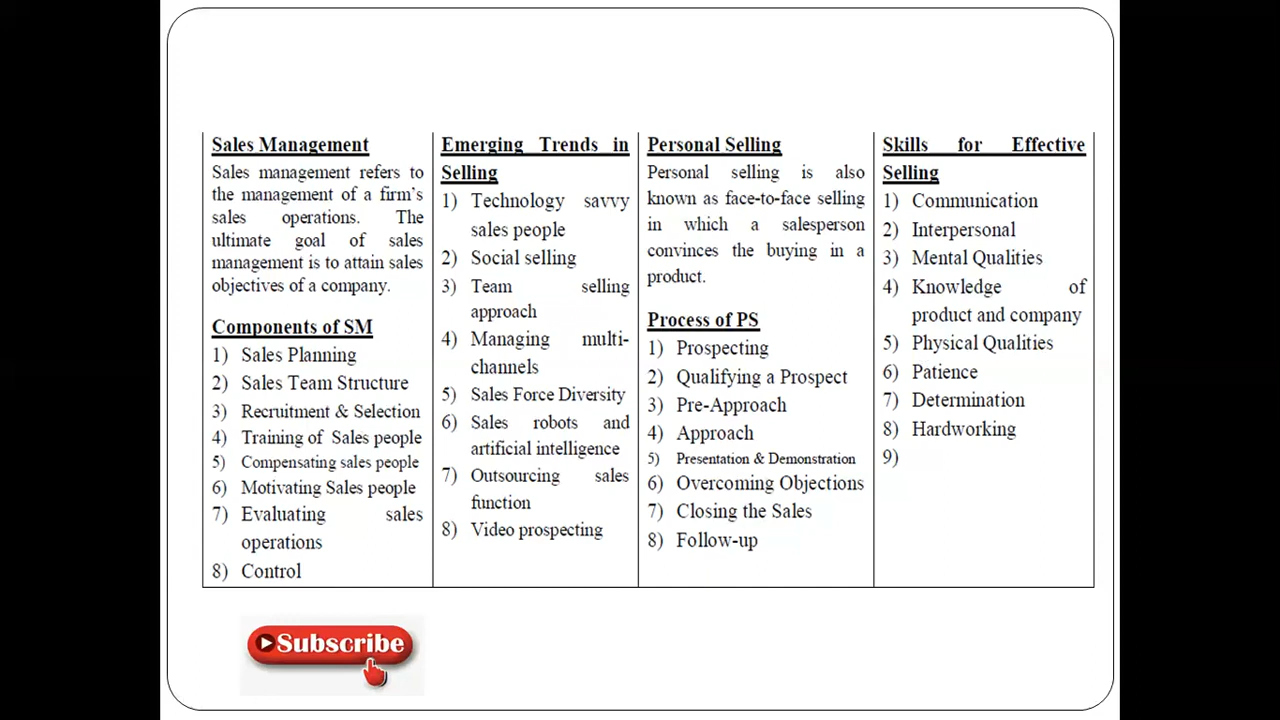 Sales Management
Sales management refers to
the management of a firm's
sales operations. The
ultimate goal of sales
management is to attain sales
objectives of a company.
Components of SM
1) Sales Planning
2) Sales Team Structure
3) Recruitment & Selection
4) Training of Sales people
5) Compensating sales people
6) Motivating Sales people
7) Evaluating sales
operations
8) Control
Emerging Trends in
Selling
1) Technology savvy
sales people
2) Social selling
3) Team selling
approach
4) Managing multi-
channels
5) Sales Force Diversity
6) Sales robots and
artificial intelligence
7) Outsourcing sales
function
8) Video prospecting
Personal Selling
Personal selling is also
known as face-to-face selling
in which a salesperson
convinces the buying in a
product.
Process of PS
1) Prospecting
2) Qualifying a Prospect
3) Pre-Approach
4) Approach
5) Presentation & Demonstration
6) Overcoming Objections
7) Closing the Sales
8) Follow-up
Skills for Effective
Selling
1) Communication
2) Interpersonal
3) Mental Qualities
4) Knowledge of
product and company
5) Physical Qualities
6) Patience
7) Determination
8) Hardworking
9)
Subscribe